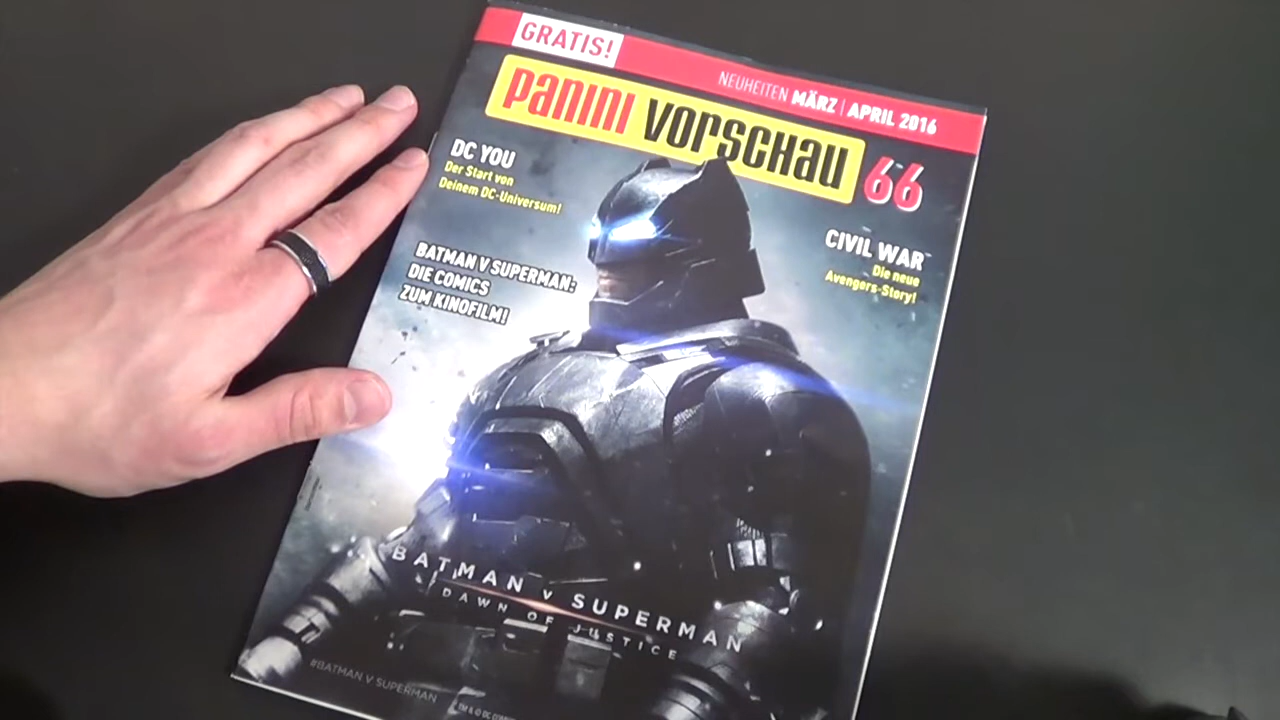 GRATIS!
NEUHEITEN MÄRZ | APRIL 2016
PANINI VORSCHAU 66
DC YOU
Der Start von
Deinem DC-Universum!
BATMAN V SUPERMAN:
DIE COMICS
ZUM KINOFILM!
CIVIL WAR
Die neue
Avengers-Story!
BATMAN v SUPERMAN
DAWN OF JUSTICE
#BATMAN V SUPERMAN